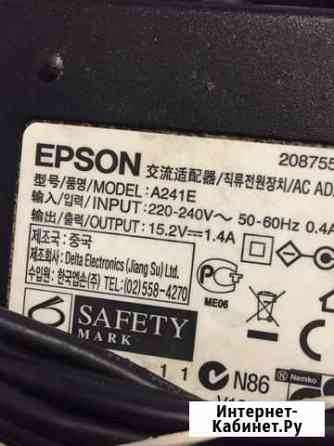 EPSON 交流适配器/직류전원장치/AC AD
208755
型号/품명/MODEL: A241E
输入/입력/INPUT: 220-240V~ 50-60Hz 0.4A
输出/출력/OUTPUT: 15.2V⎓1.4A
제조국: 중국
제조회사: Delta Electronics (Jiang Su) Ltd.
수입원: 한국엡손(주) TEL: (02)558-4270
ME06
SAFETY
MARK
1 1
N86
Nemko
Интернет-
Кабинет.Ру